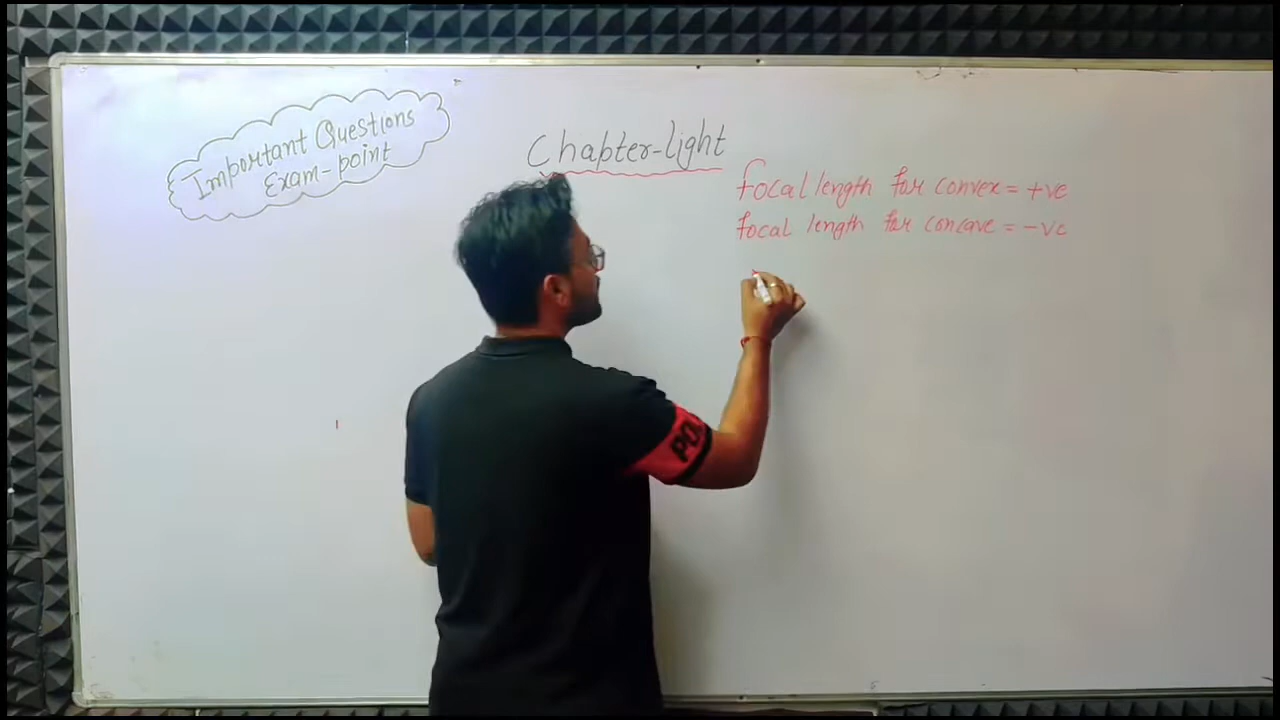 Important Questions
Exam-point
Chapter-light
focal length for convex = +ve
focal length for concave = -ve